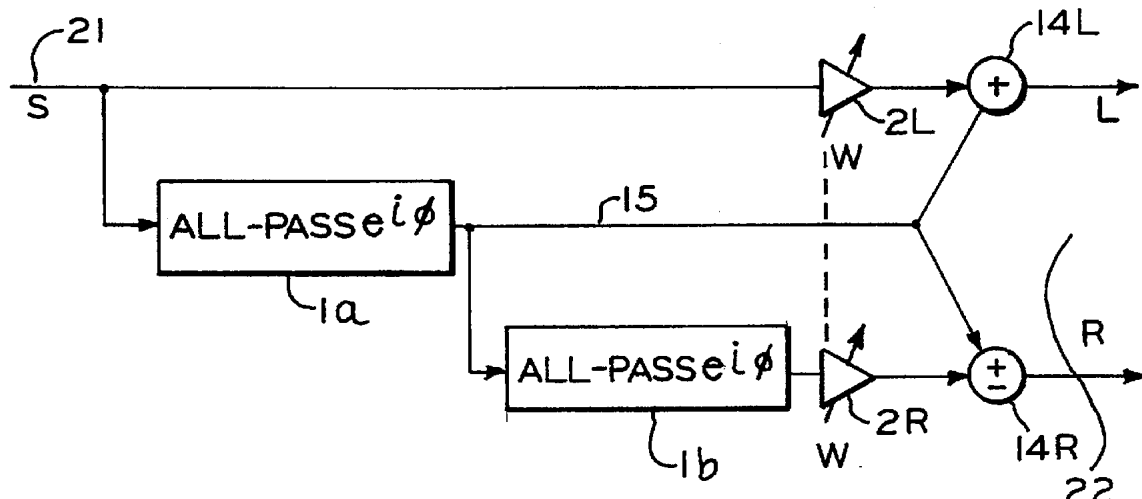 21
14L
S
+
L
2L
W
15
ALL-PASS e^iϕ
1a
R
ALL-PASS e^iϕ
±
2R
1b
W
14R
22